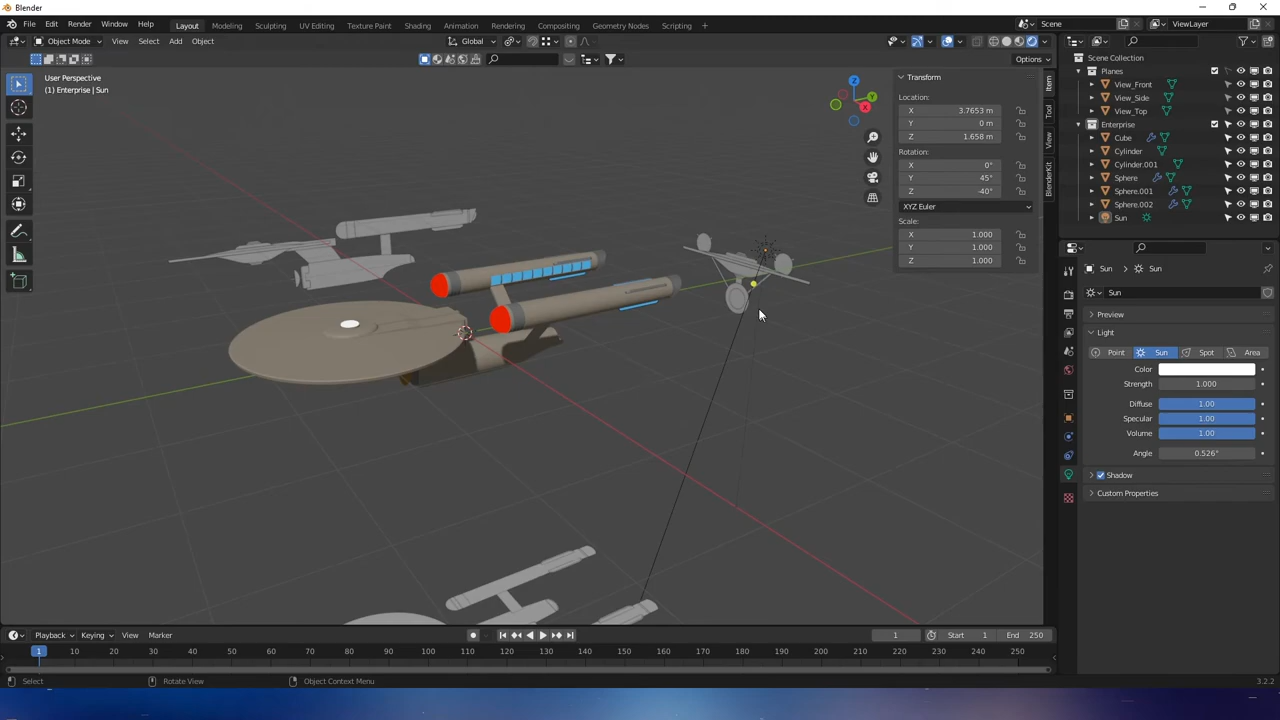 Blender
File Edit Render Window Help Layout Modeling Sculpting UV Editing Texture Paint Shading Animation Rendering Compositing Geometry Nodes Scripting + Scene ViewLayer
Object Mode View Select Add Object Global
Options
User Perspective
(1) Enterprise | Sun
Transform
Location:
X 3.7653 m
Y 0 m
Z 1.658 m
Rotation:
X 0°
Y 45°
Z -40°
XYZ Euler
Scale:
X 1.000
Y 1.000
Z 1.000
Item
Tool
View
BlenderKit
Z
Y
X
Scene Collection
Planes
View_Front
View_Side
View_Top
Enterprise
Cube
Cylinder
Cylinder.001
Sphere
Sphere.001
Sphere.002
Sun
Sun Sun
Sun
Preview
Light
Point Sun Spot Area
Color
Strength 1.000
Diffuse 1.00
Specular 1.00
Volume 1.00
Angle 0.526°
Shadow
Custom Properties
Playback Keying View Marker 1 Start 1 End 250
1 10 20 30 40 50 60 70 80 90 100 110 120 130 140 150 160 170 180 190 200 210 220 230 240 250
Select Rotate View Object Context Menu 3.2.2